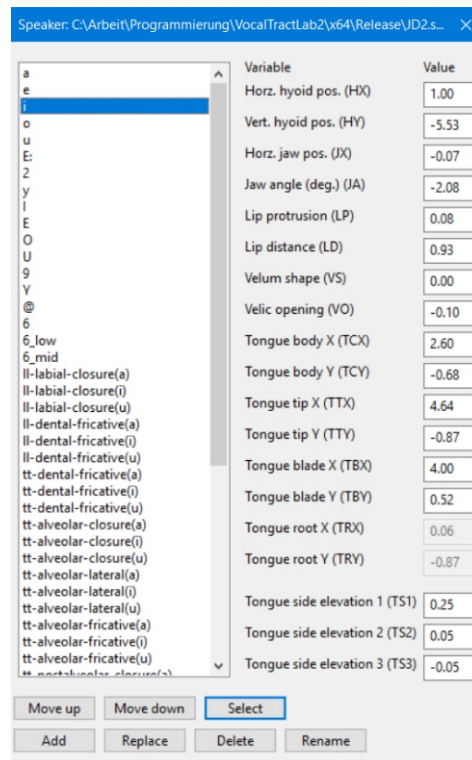 Speaker: C:\Arbeit\Programmierung\VocalTractLab2\x64\Release\JD2.s...
a
e
i
o
u
E:
2
y
I
E
O
U
9
Y
@
6
6_low
6_mid
ll-labial-closure(a)
ll-labial-closure(i)
ll-labial-closure(u)
ll-dental-fricative(a)
ll-dental-fricative(i)
ll-dental-fricative(u)
tt-dental-fricative(a)
tt-dental-fricative(i)
tt-dental-fricative(u)
tt-alveolar-closure(a)
tt-alveolar-closure(i)
tt-alveolar-closure(u)
tt-alveolar-lateral(a)
tt-alveolar-lateral(i)
tt-alveolar-lateral(u)
tt-alveolar-fricative(a)
tt-alveolar-fricative(i)
tt-alveolar-fricative(u)
tt-postalveolar-closure(a)
Variable Value
Horz. hyoid pos. (HX) 1.00
Vert. hyoid pos. (HY) -5.53
Horz. jaw pos. (JX) -0.07
Jaw angle (deg.) (JA) -2.08
Lip protrusion (LP) 0.08
Lip distance (LD) 0.93
Velum shape (VS) 0.00
Velic opening (VO) -0.10
Tongue body X (TCX) 2.60
Tongue body Y (TCY) -0.68
Tongue tip X (TTX) 4.64
Tongue tip Y (TTY) -0.87
Tongue blade X (TBX) 4.00
Tongue blade Y (TBY) 0.52
Tongue root X (TRX) 0.06
Tongue root Y (TRY) -0.87
Tongue side elevation 1 (TS1) 0.25
Tongue side elevation 2 (TS2) 0.05
Tongue side elevation 3 (TS3) -0.05
Move up Move down Select
Add Replace Delete Rename